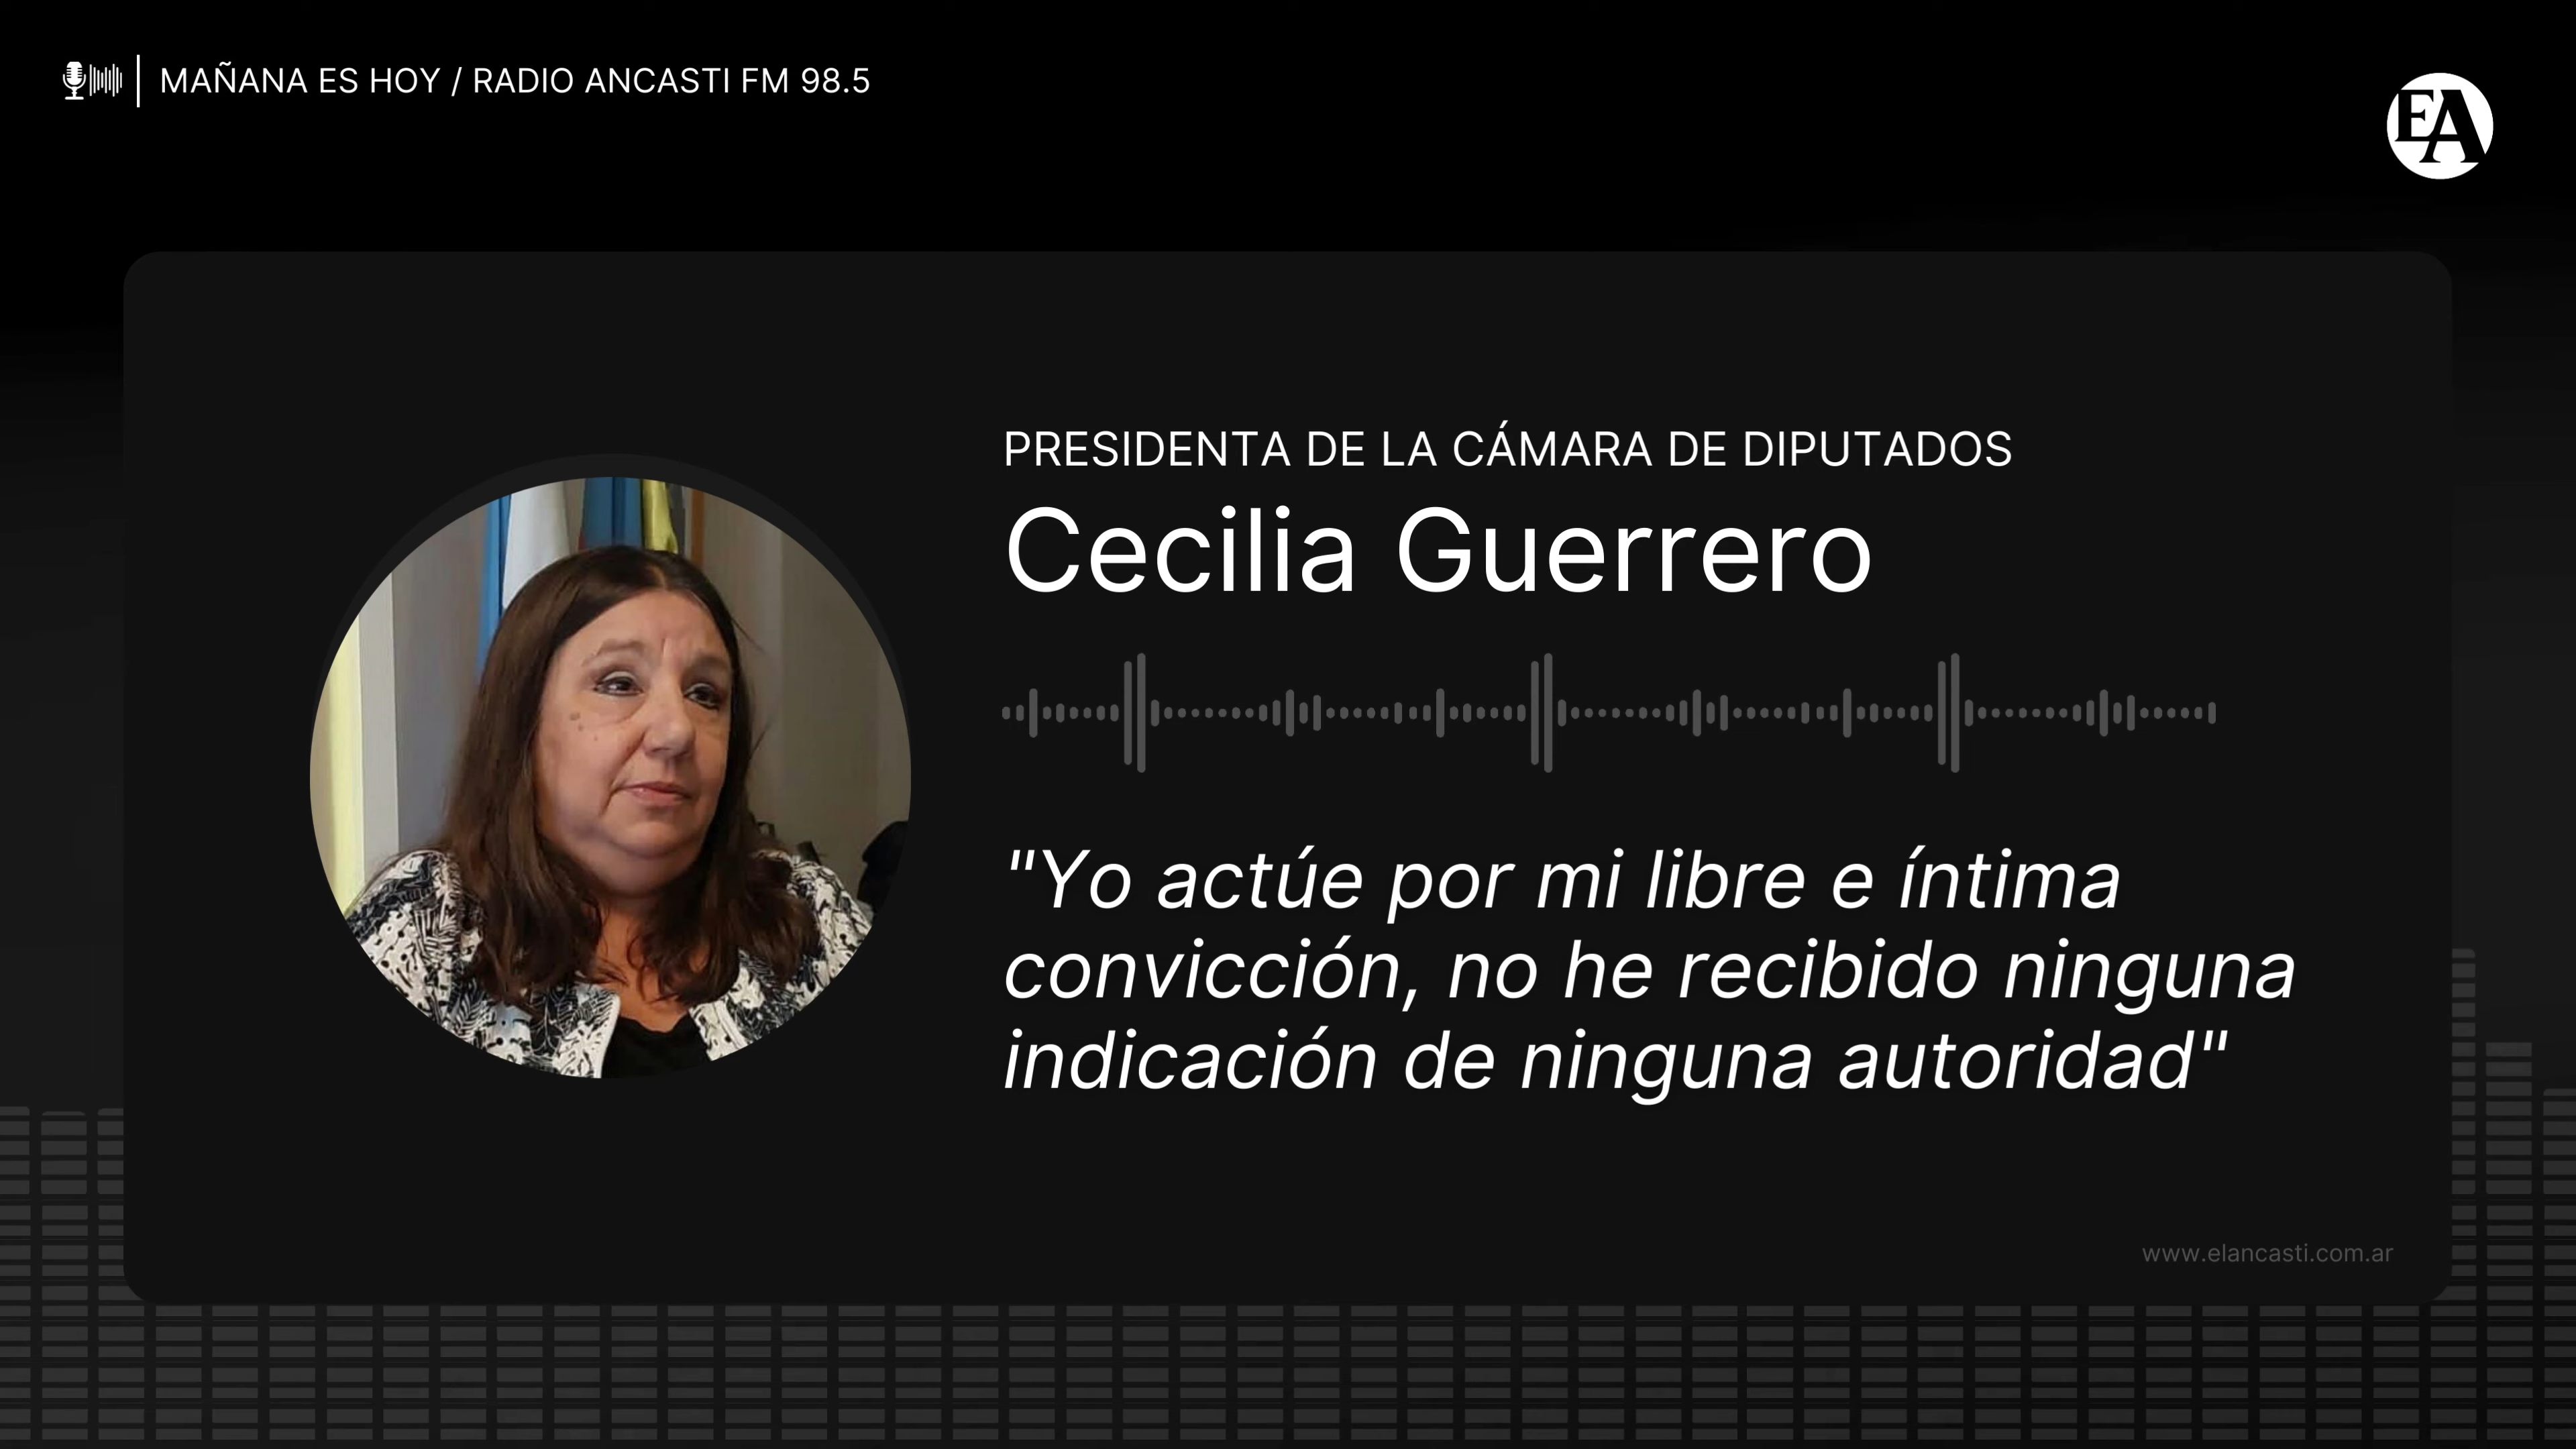 MAÑANA ES HOY / RADIO ANCASTI FM 98.5
EA
PRESIDENTA DE LA CÁMARA DE DIPUTADOS
Cecilia Guerrero
"Yo actúe por mi libre e íntima
convicción, no he recibido ninguna
indicación de ninguna autoridad"
www.elancasti.com.ar